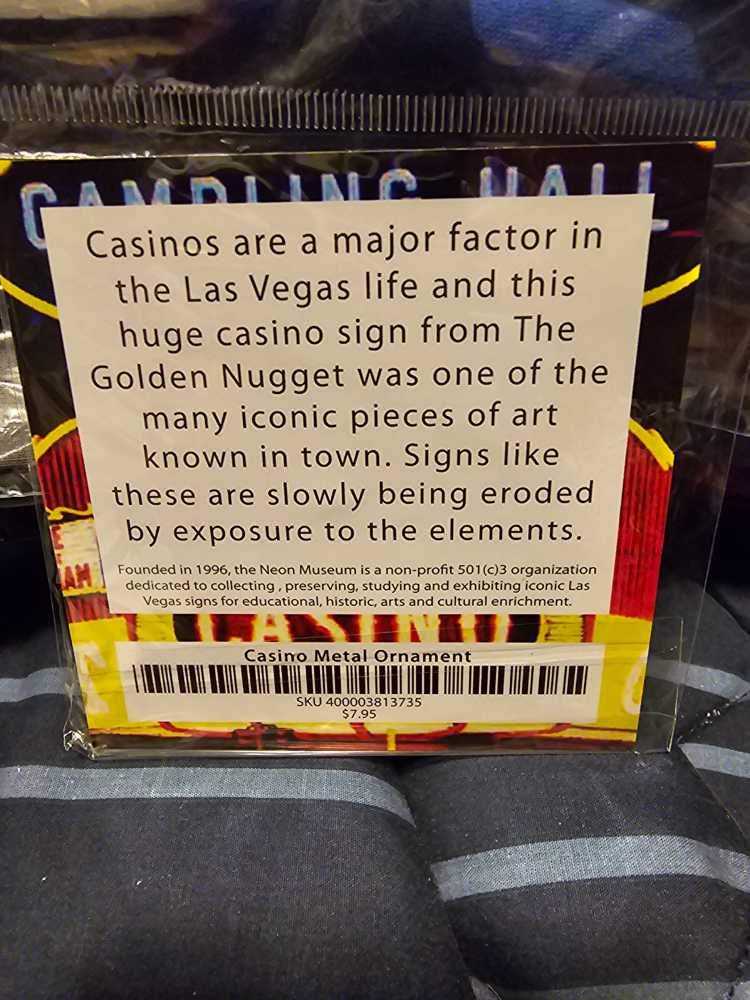 GAMBLING HALL
Casinos are a major factor in
the Las Vegas life and this
huge casino sign from The
Golden Nugget was one of the
many iconic pieces of art
known in town. Signs like
these are slowly being eroded
by exposure to the elements.
Founded in 1996, the Neon Museum is a non-profit 501(c)3 organization
dedicated to collecting , preserving, studying and exhibiting iconic Las
Vegas signs for educational, historic, arts and cultural enrichment.
CASINO
Casino Metal Ornament
SKU 400003813735
$7.95